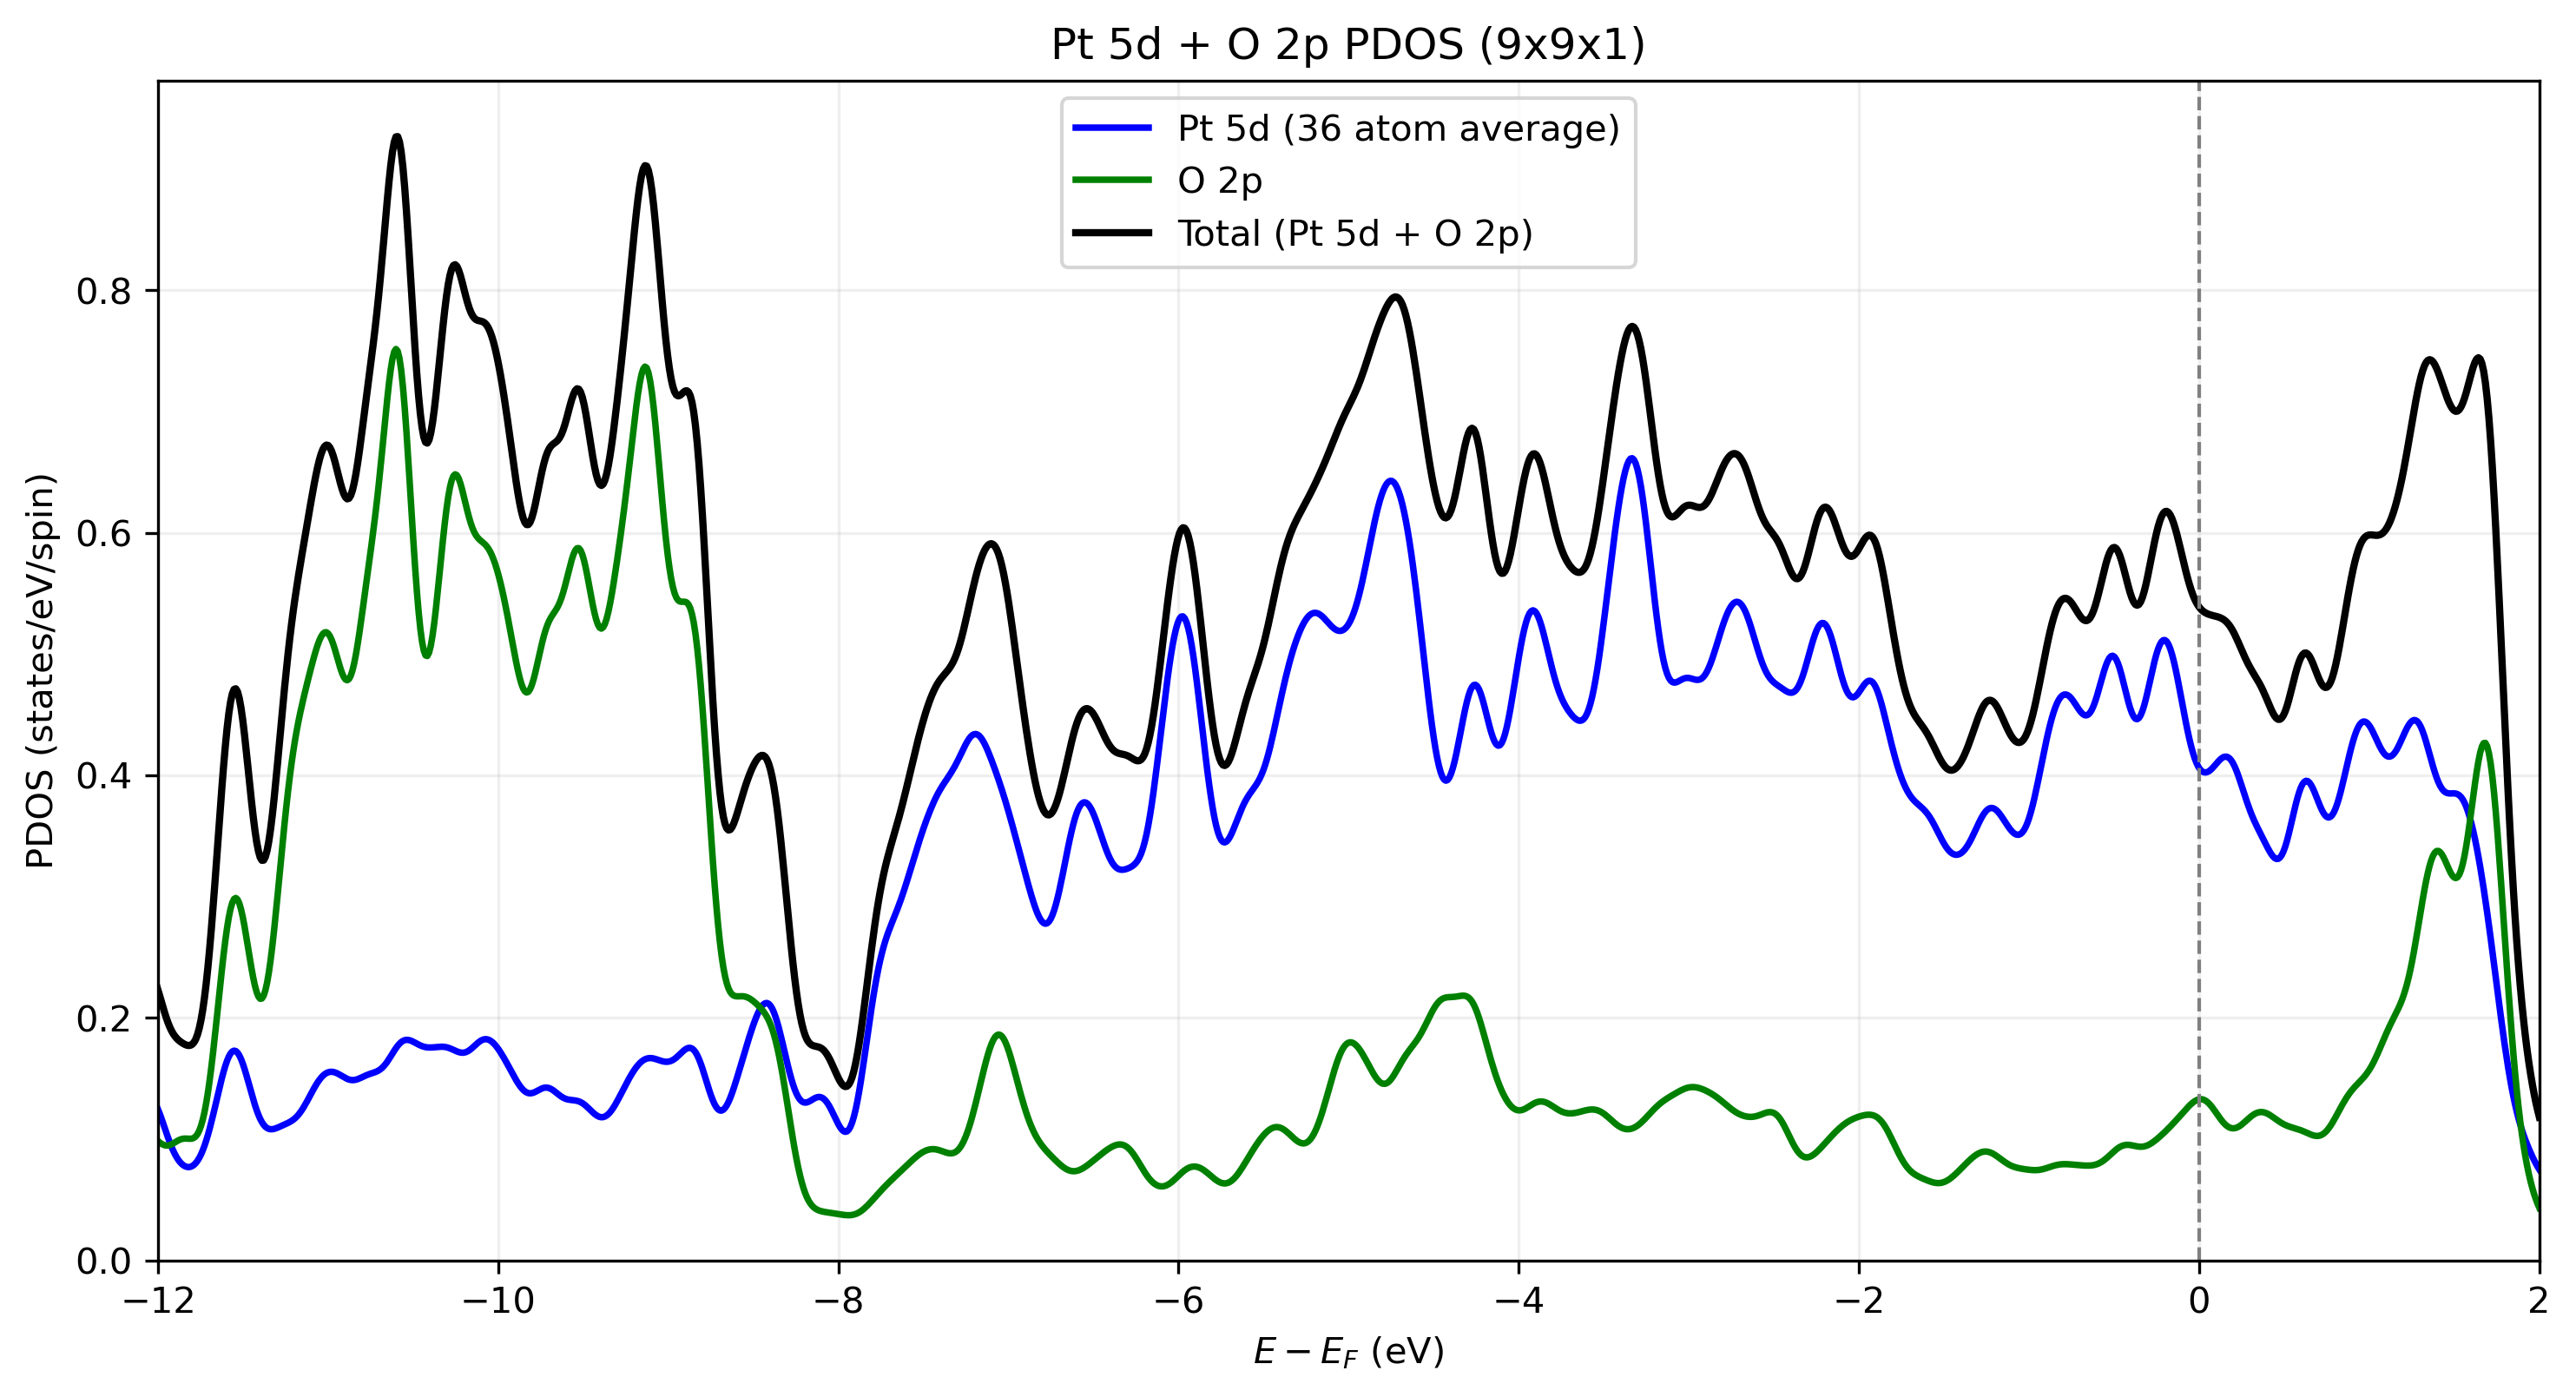 Pt 5d + O 2p PDOS (9x9x1)
Pt 5d (36 atom average)
O 2p
Total (Pt 5d + O 2p)
PDOS (states/eV/spin)
0.8
0.6
0.4
0.2
0.0
−12
−10
−8
−6
−4
−2
0
2
E − E_F (eV)